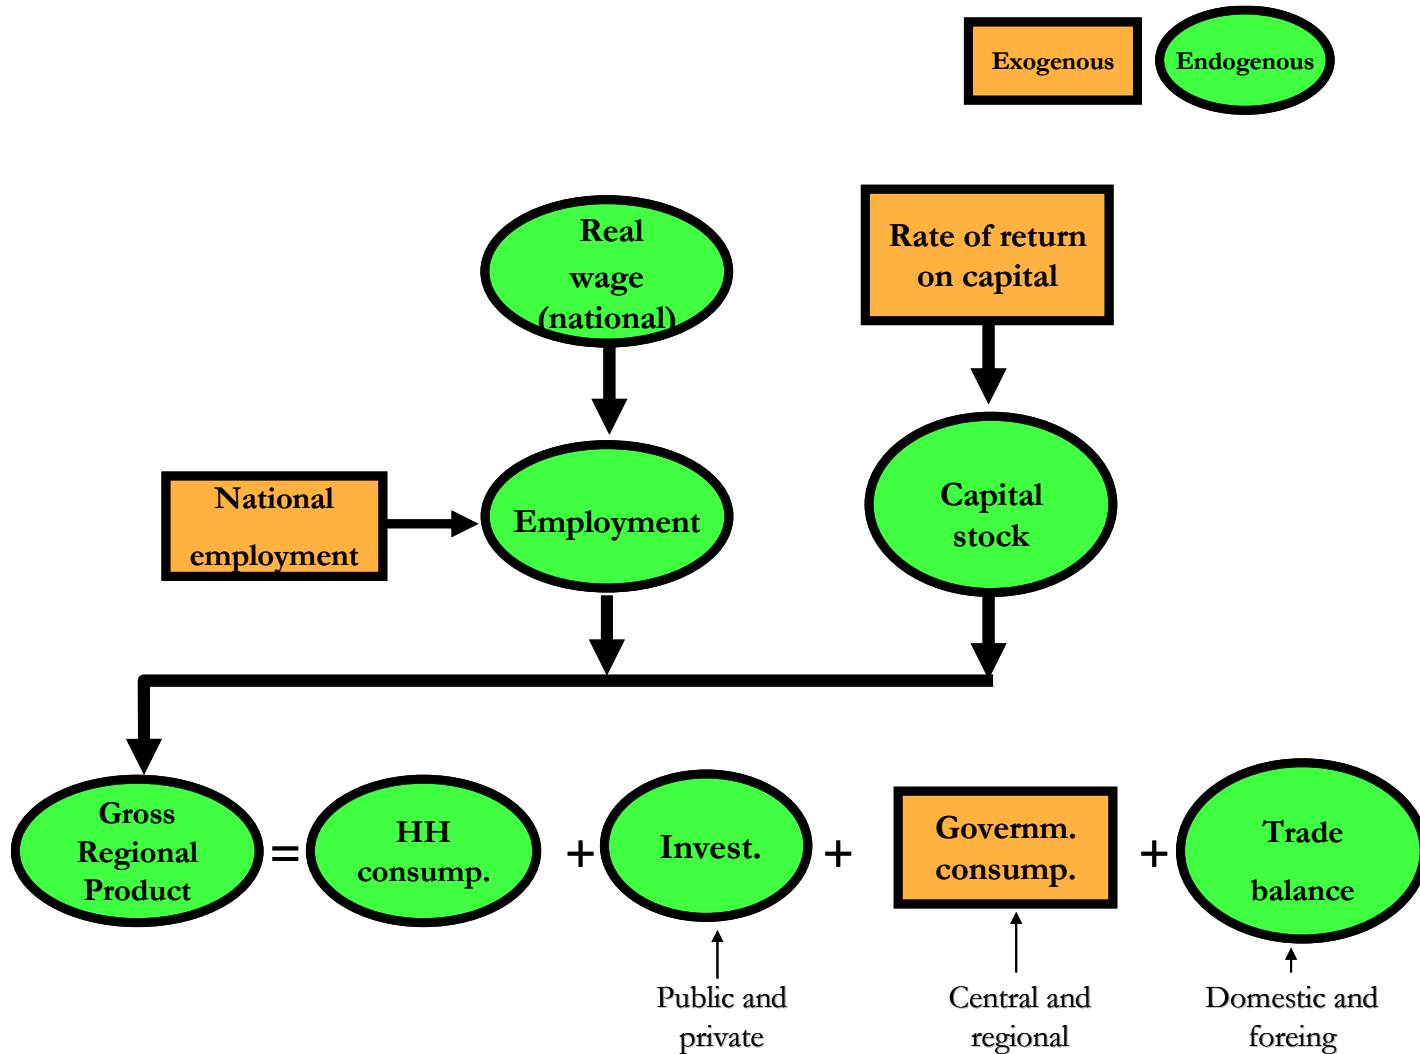 Exogenous
Endogenous
Real
wage
(national)
Rate of return
on capital
National
employment
Employment
Capital
stock
Gross
Regional
Product
=
HH
consump.
+
Invest.
+
Governm.
consump.
+
Trade
balance
Public and
private
Central and
regional
Domestic and
foreing